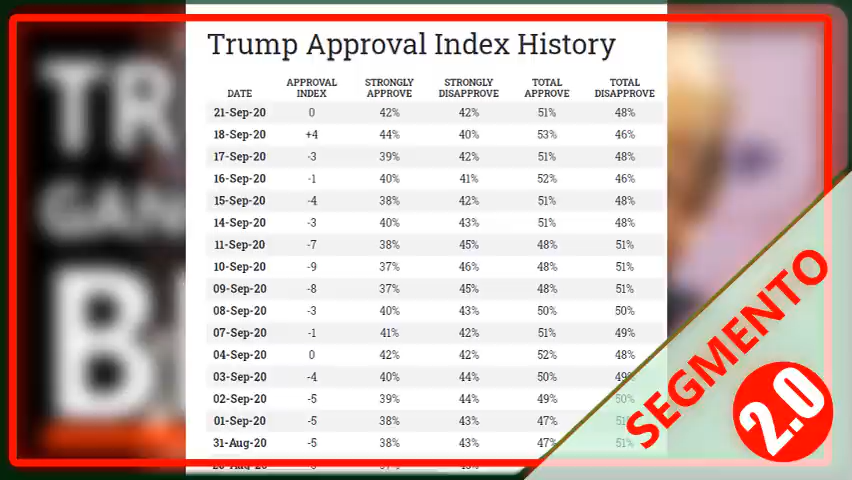 Trump Approval Index History
DATE APPROVAL INDEX STRONGLY APPROVE STRONGLY DISAPPROVE TOTAL APPROVE TOTAL DISAPPROVE
21-Sep-20 0 42% 42% 51% 48%
18-Sep-20 +4 44% 40% 53% 46%
17-Sep-20 -3 39% 42% 51% 48%
16-Sep-20 -1 40% 41% 52% 46%
15-Sep-20 -4 38% 42% 51% 48%
14-Sep-20 -3 40% 43% 51% 48%
11-Sep-20 -7 38% 45% 48% 51%
10-Sep-20 -9 37% 46% 48% 51%
09-Sep-20 -8 37% 45% 48% 51%
08-Sep-20 -3 40% 43% 50% 50%
07-Sep-20 -1 41% 42% 51% 49%
04-Sep-20 0 42% 42% 52% 48%
03-Sep-20 -4 40% 44% 50% 49%
02-Sep-20 -5 39% 44% 49% 50%
01-Sep-20 -5 38% 43% 47% 51%
31-Aug-20 -5 38% 43% 47% 51%
SEGMENTO
2.0